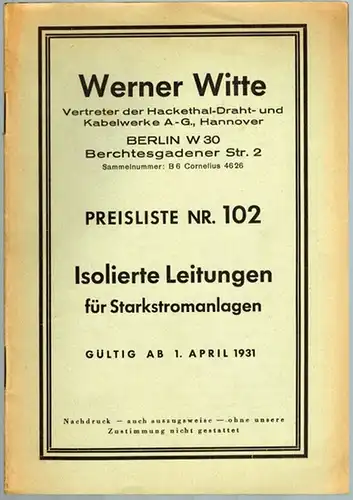 Werner Witte
Vertreter der Hackethal-Draht- und
Kabelwerke A-G., Hannover
BERLIN W 30
Berchtesgadener Str. 2
Sammelnummer: B 6 Cornelius 4626
PREISLISTE NR. 102
Isolierte Leitungen
für Starkstromanlagen
GÜLTIG AB 1. APRIL 1931
Nachdruck — auch auszugsweise — ohne unsere
Zustimmung nicht gestattet